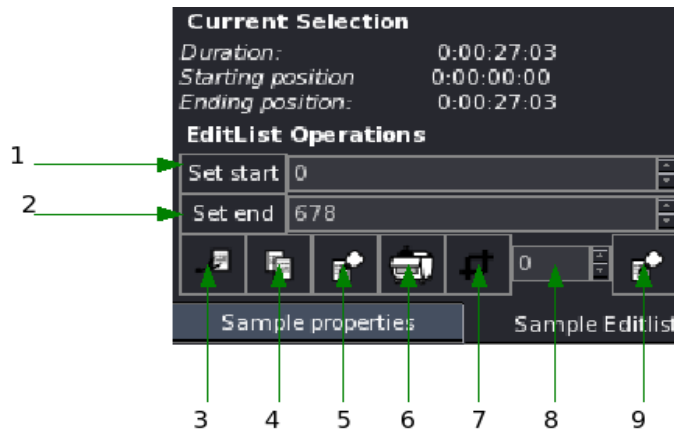 Current Selection
Duration: 0:00:27:03
Starting position 0:00:00:00
Ending position: 0:00:27:03
EditList Operations
1 Set start 0
2 Set end 678
0
Sample properties Sample Editlist
3 4 5 6 7 8 9